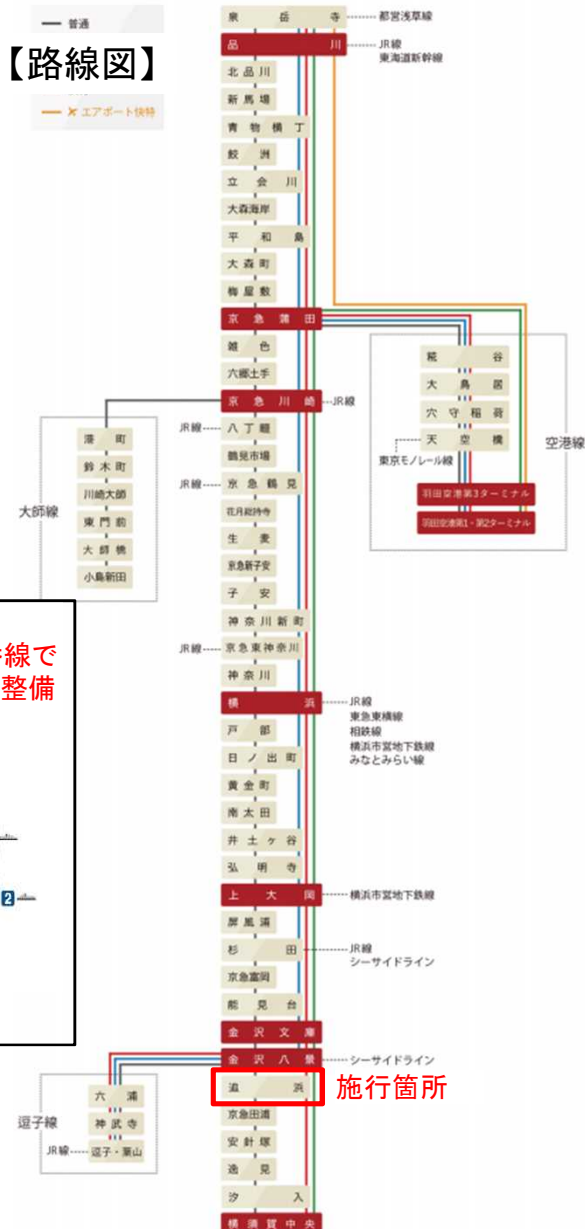 普通
【路線図】
エアポート快特
泉岳寺
都営浅草線
品川
JR線
東海道新幹線
北品川
新馬場
青物横丁
鮫洲
立会川
大森海岸
平和島
大森町
梅屋敷
京急蒲田
雑色
六郷土手
京急川崎
JR線
糀谷
大鳥居
穴守稲荷
天空橋
東京モノレール線
羽田空港第3ターミナル
羽田空港第1・第2ターミナル
空港線
港町
鈴木町
川崎大師
東門前
大師橋
小島新田
大師線
JR線
八丁畷
鶴見市場
JR線
京急鶴見
花月総持寺
生麦
京急新子安
子安
神奈川新町
JR線
京急東神奈川
神奈川
線で
整備
2
横浜
JR線
東急東横線
相鉄線
横浜市営地下鉄線
みなとみらい線
戸部
日ノ出町
黄金町
南太田
井土ヶ谷
弘明寺
上大岡
横浜市営地下鉄線
屏風浦
杉田
JR線
シーサイドライン
京急富岡
能見台
金沢文庫
金沢八景
シーサイドライン
追浜
施行箇所
六浦
神武寺
JR線
逗子・葉山
逗子線
京急田浦
安針塚
逸見
汐入
横須賀中央